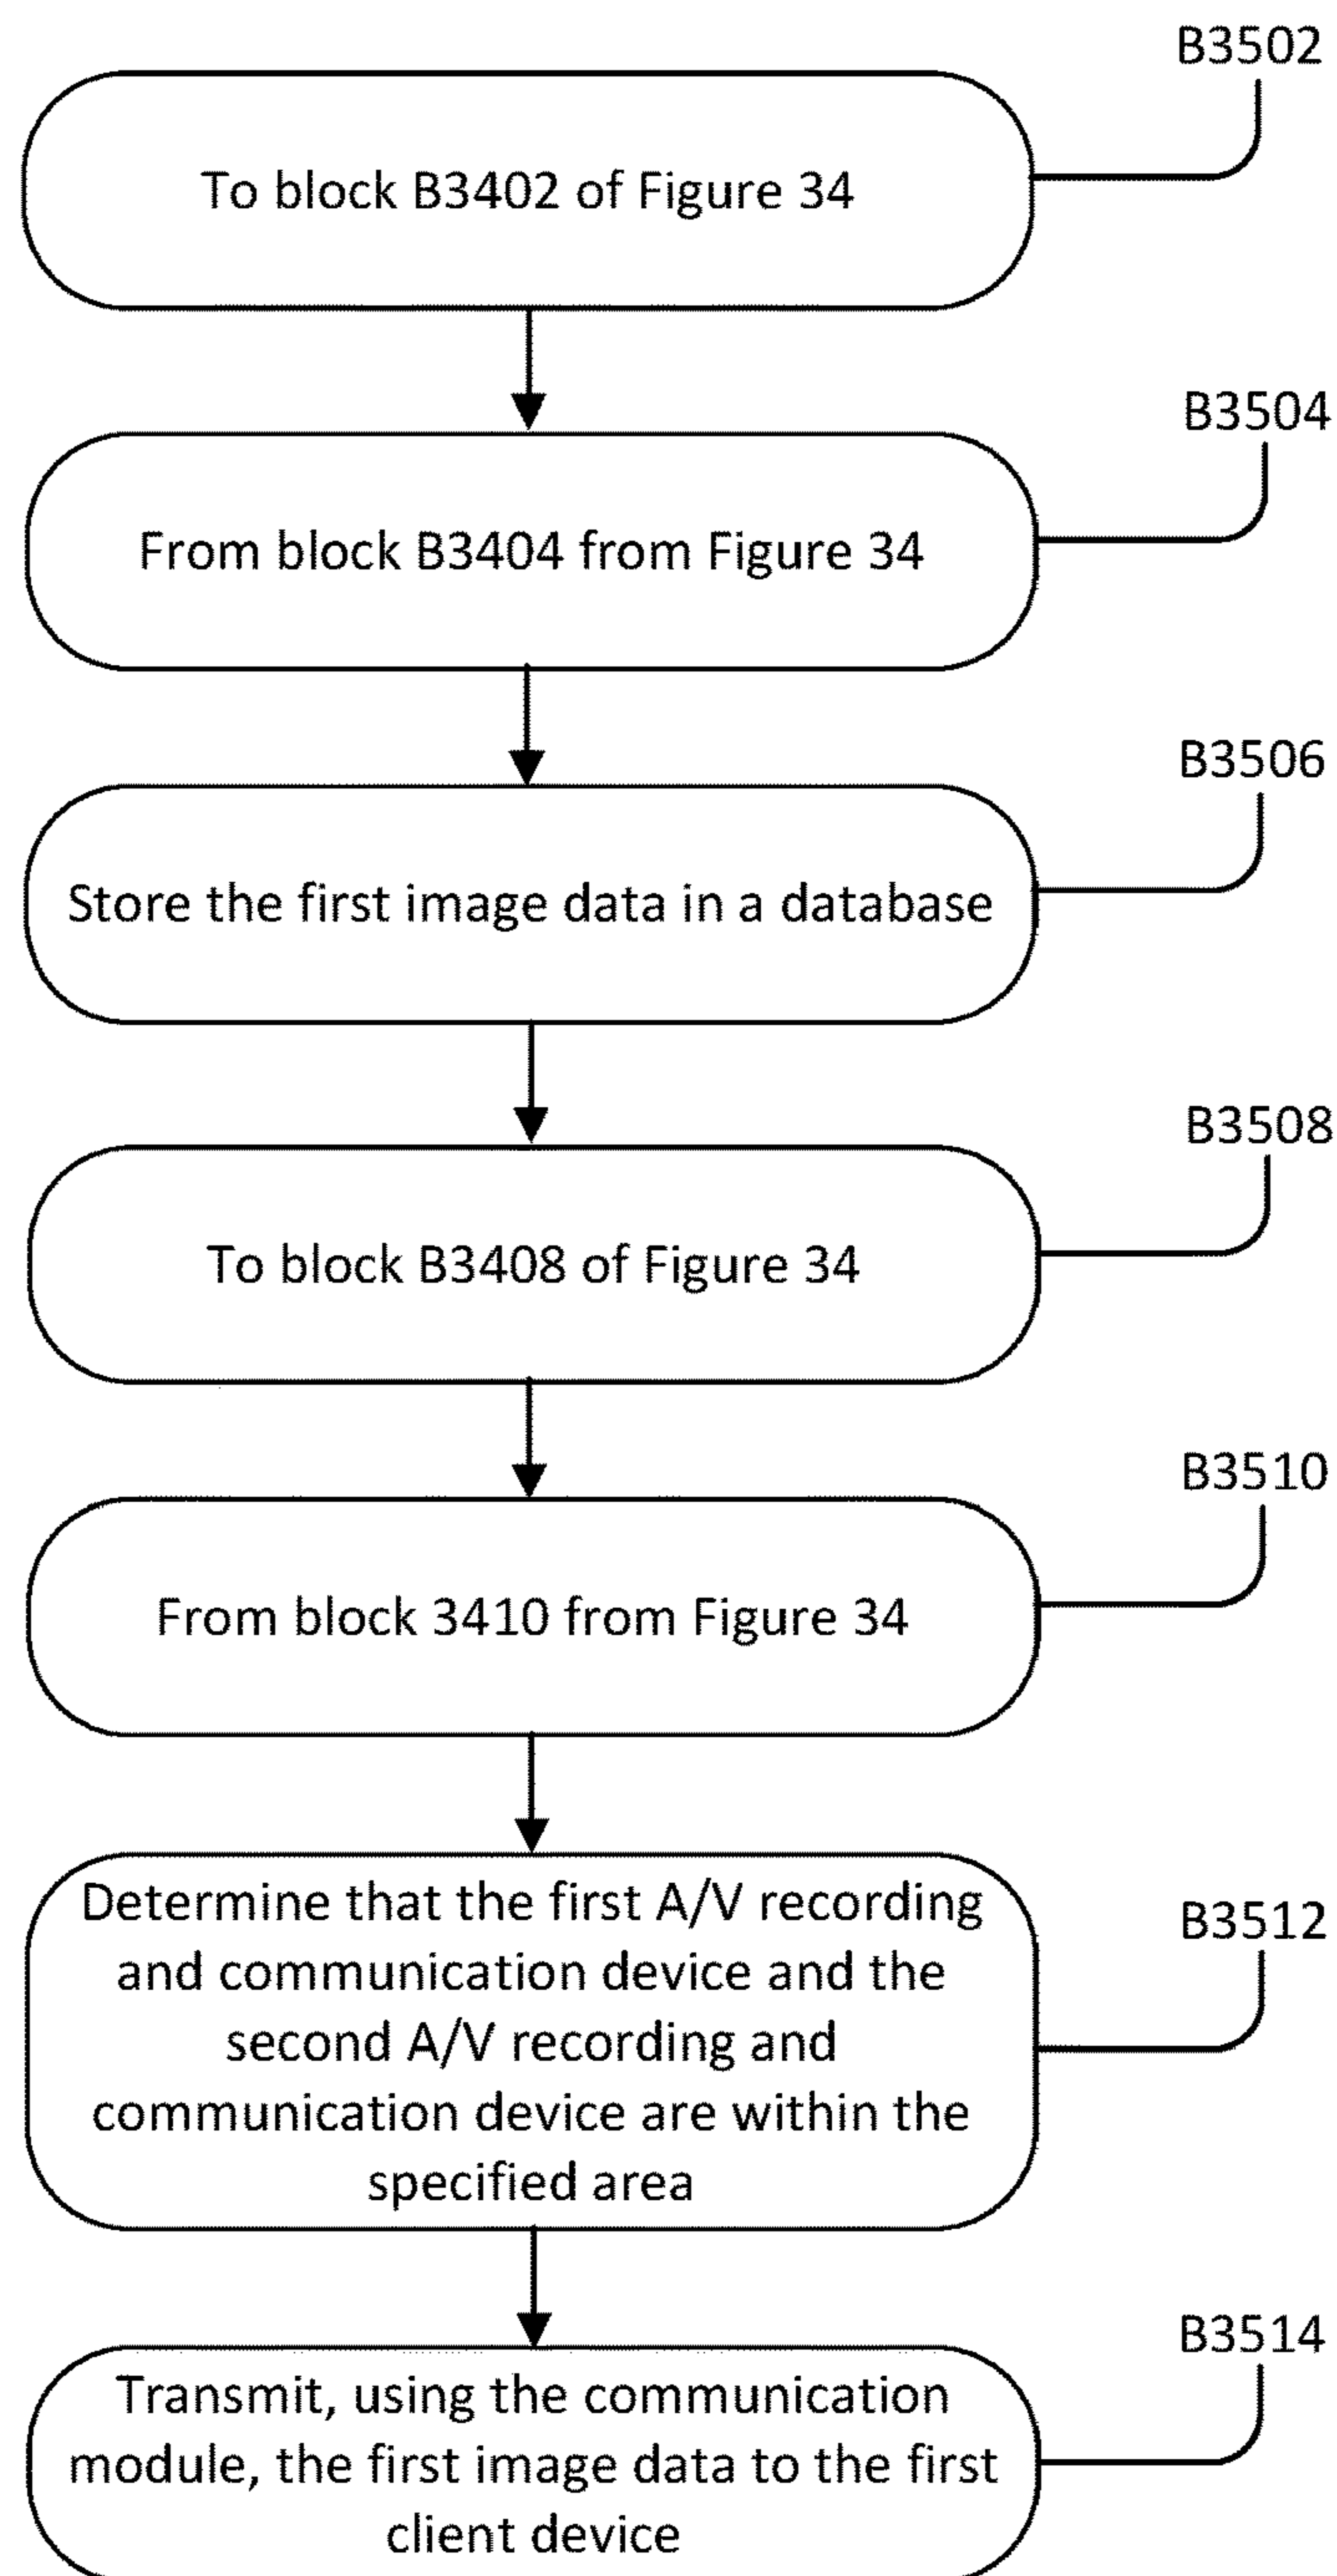 B3502
To block B3402 of Figure 34
B3504
From block B3404 from Figure 34
B3506
Store the first image data in a database
B3508
To block B3408 of Figure 34
B3510
From block 3410 from Figure 34
Determine that the first A/V recording
and communication device and the
second A/V recording and
communication device are within the
specified area
B3512
Transmit, using the communication
module, the first image data to the first
client device
B3514